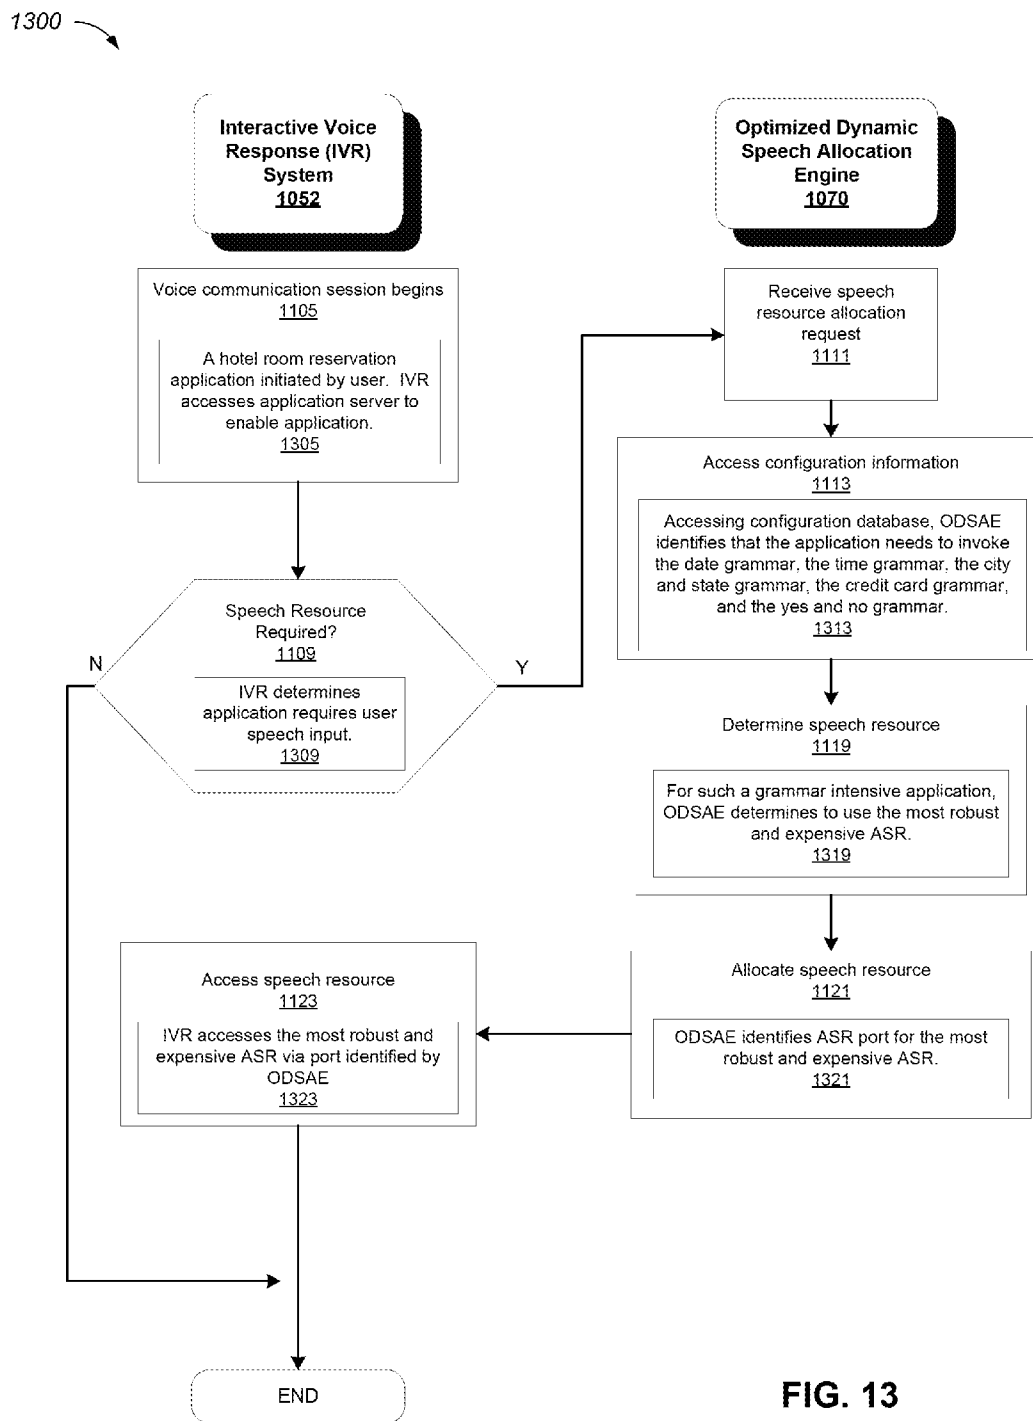 1300
Interactive Voice
Response (IVR)
System
1052
Optimized Dynamic
Speech Allocation
Engine
1070
Voice communication session begins
1105
A hotel room reservation
application initiated by user. IVR
accesses application server to
enable application.
1305
Receive speech
resource allocation
request
1111
Access configuration information
1113
Accessing configuration database, ODSAE
identifies that the application needs to invoke
the date grammar, the time grammar, the city
and state grammar, the credit card grammar,
and the yes and no grammar.
1313
Speech Resource
Required?
1109
N
Y
IVR determines
application requires user
speech input.
1309
Determine speech resource
1119
For such a grammar intensive application,
ODSAE determines to use the most robust
and expensive ASR.
1319
Allocate speech resource
1121
ODSAE identifies ASR port for the most
robust and expensive ASR.
1321
Access speech resource
1123
IVR accesses the most robust and
expensive ASR via port identified by
ODSAE
1323
END
FIG. 13